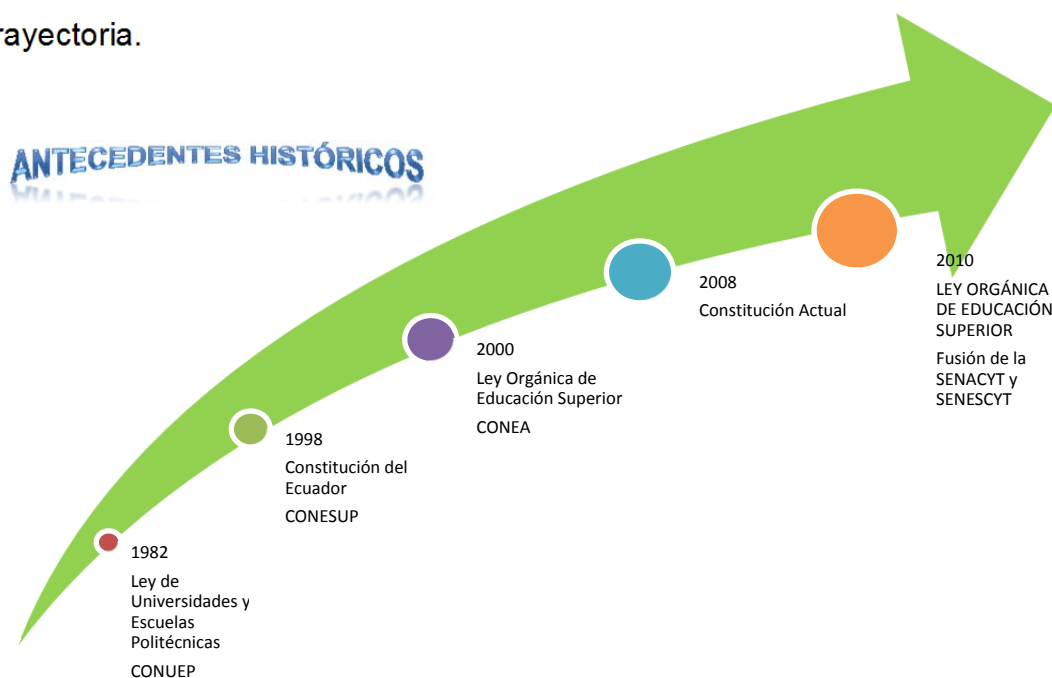 rayectoria.
ANTECEDENTES HISTÓRICOS
1982
Ley de
Universidades y
Escuelas
Politécnicas
CONUEP
1998
Constitución del
Ecuador
CONESUP
2000
Ley Orgánica de
Educación Superior
CONEA
2008
Constitución Actual
2010
LEY ORGÁNICA
DE EDUCACIÓN
SUPERIOR
Fusión de la
SENACYT y
SENESCYT